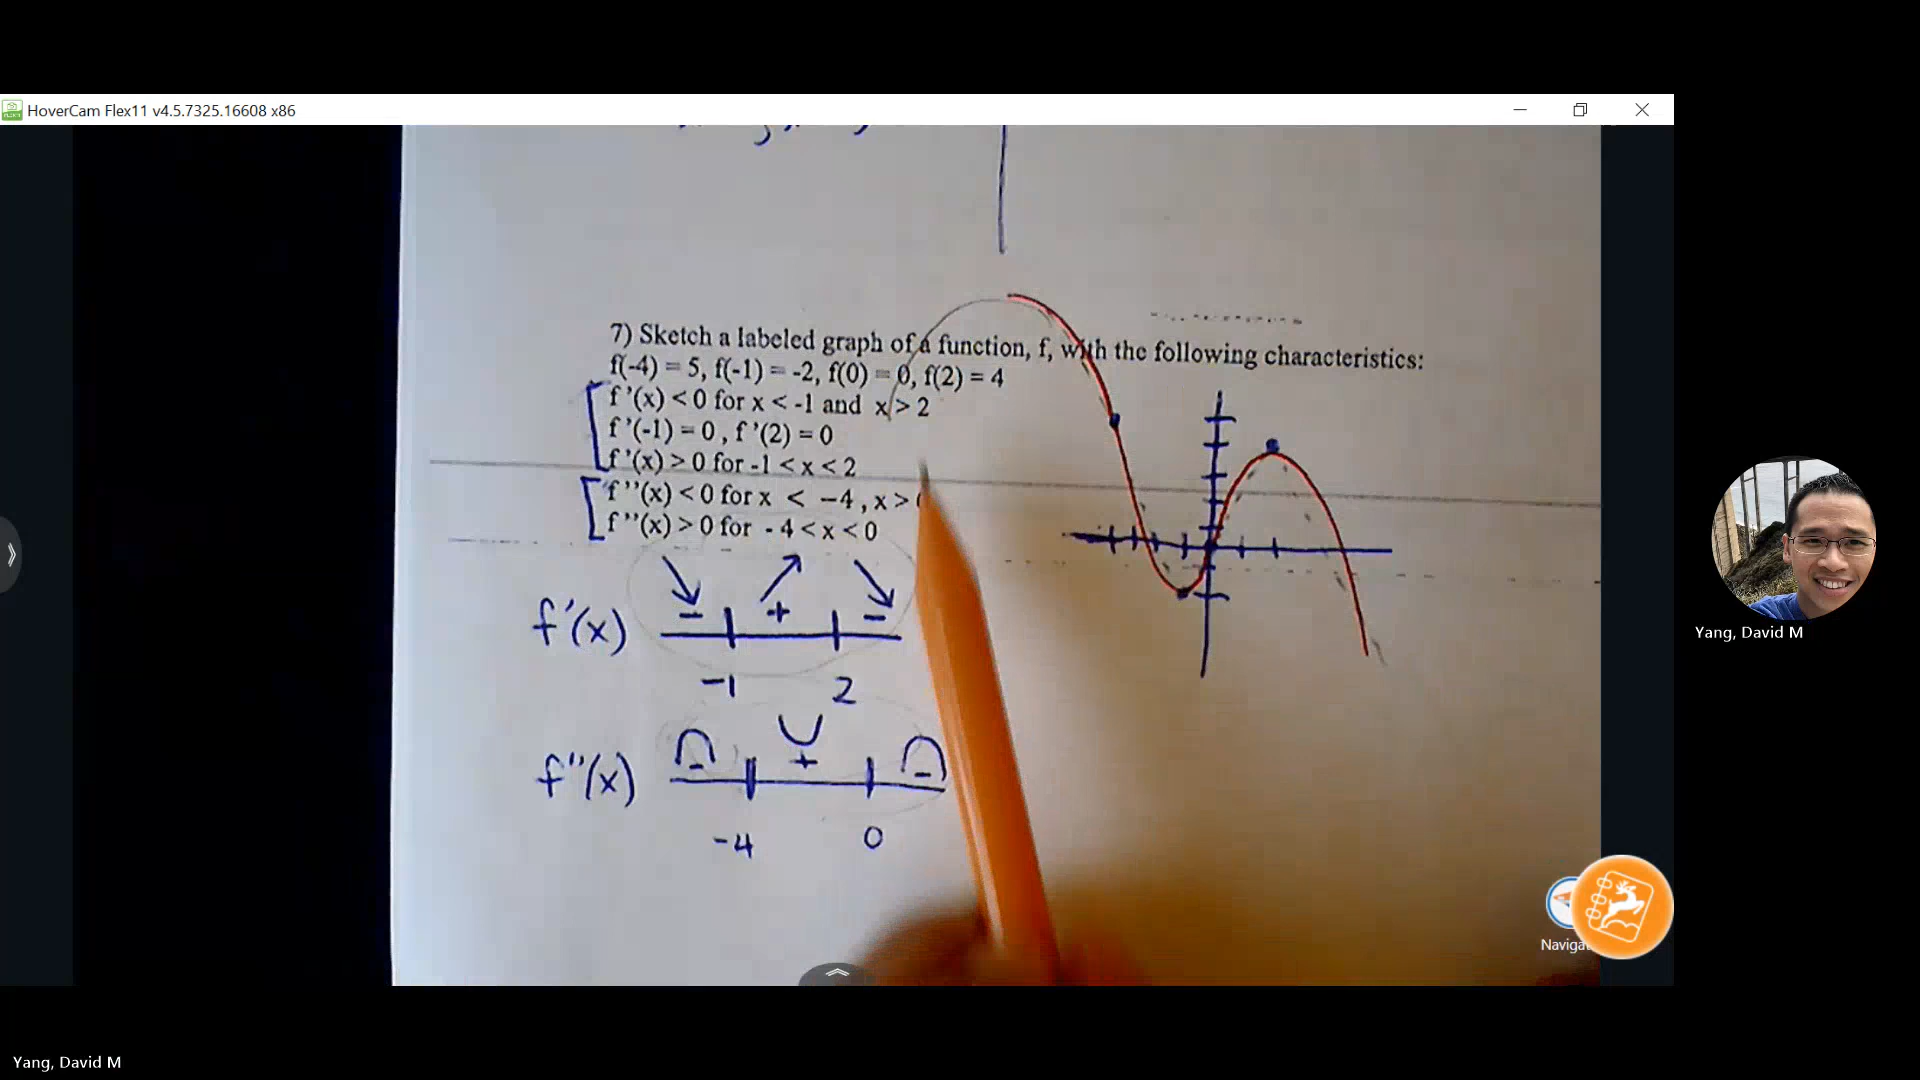 HoverCam Flex11 v4.5.7325.16608 x86
7) Sketch a labeled graph of a function, f, with the following characteristics:
f(-4) = 5, f(-1) = -2, f(0) = 0, f(2) = 4
f '(x) < 0 for x < -1 and x > 2
f '(-1) = 0 , f '(2) = 0
f '(x) > 0 for -1 < x < 2
f ''(x) < 0 for x < −4 , x >
f ''(x) > 0 for - 4 < x < 0
f'(x) − + −
-1 2
f''(x) − + −
-4 0
Yang, David M
Yang, David M